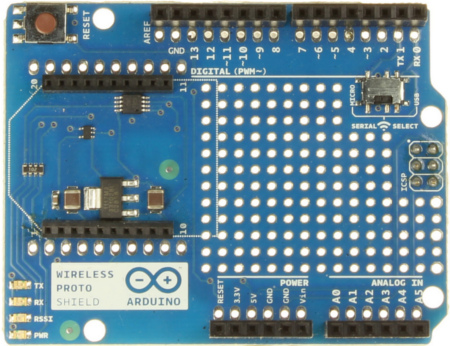 RESET
AREF
GND
13
12
~11
~10
~9
8
7
~6
~5
4
~3
2
TX 1
RX 0
DIGITAL (PWM~)
20
11
MICRO
USB
SERIAL SELECT
ICSP
10
WIRELESS
PROTO
SHIELD
ARDUINO
TX
RX
RSSI
PWR
POWER
RESET
3.3V
5V
GND
GND
Vin
ANALOG IN
A0
A1
A2
A3
A4
A5